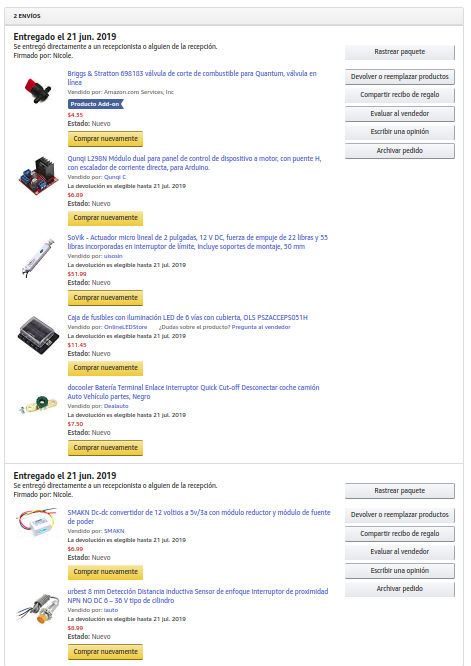 2 ENVÍOS
Entregado el 21 jun. 2019
Se entregó directamente a un recepcionista o alguien de la recepción.
Firmado por: Nicole.
Rastrear paquete
Devolver o reemplazar productos
Compartir recibo de regalo
Evaluar al vendedor
Escribir una opinión
Archivar pedido
Briggs & Stratton 698183 válvula de corte de combustible para Quantum, válvula en
línea
Vendido por: Amazon.com Services, Inc
Producto Add-on
$4.35
Estado: Nuevo
Comprar nuevamente
Qunqi L298N Módulo dual para panel de control de dispositivo a motor, con puente H,
con escalador de corriente directa, para Arduino.
Vendido por: Qunqi C
La devolución es elegible hasta 21 jul. 2019
$6.89
Estado: Nuevo
Comprar nuevamente
SoVik - Actuador micro lineal de 2 pulgadas, 12 V DC, fuerza de empuje de 22 libras y 55
libras incorporadas en interruptor de límite, incluye soportes de montaje, 50 mm
Vendido por: uisosin
La devolución es elegible hasta 21 jul. 2019
$51.99
Estado: Nuevo
Comprar nuevamente
Caja de fusibles con iluminación LED de 6 vías con cubierta, OLS PSZACCEPS051H
Vendido por: OnlineLEDStore ¿Dudas sobre el producto? Pregunta al vendedor
La devolución es elegible hasta 21 jul. 2019
$11.45
Estado: Nuevo
Comprar nuevamente
docooler Batería Terminal Enlace Interruptor Quick Cut-off Desconectar coche camión
Auto Vehículo partes, Negro
Vendido por: Dealauto
La devolución es elegible hasta 21 jul. 2019
$7.50
Estado: Nuevo
Comprar nuevamente
Entregado el 21 jun. 2019
Se entregó directamente a un recepcionista o alguien de la recepción.
Firmado por: Nicole.
Rastrear paquete
Devolver o reemplazar productos
Compartir recibo de regalo
Evaluar al vendedor
Escribir una opinión
Archivar pedido
SMAKN Dc-dc convertidor de 12 voltios a 5v/3a con módulo reductor y módulo de fuente
de poder
Vendido por: SMAKN
La devolución es elegible hasta 21 jul. 2019
$6.99
Estado: Nuevo
Comprar nuevamente
urbest 8 mm Detección Distancia Inductiva Sensor de enfoque interruptor de proximidad
NPN NO DC 6 – 36 V tipo de cilindro
Vendido por: lauto
La devolución es elegible hasta 21 jul. 2019
$8.99
Estado: Nuevo
Comprar nuevamente